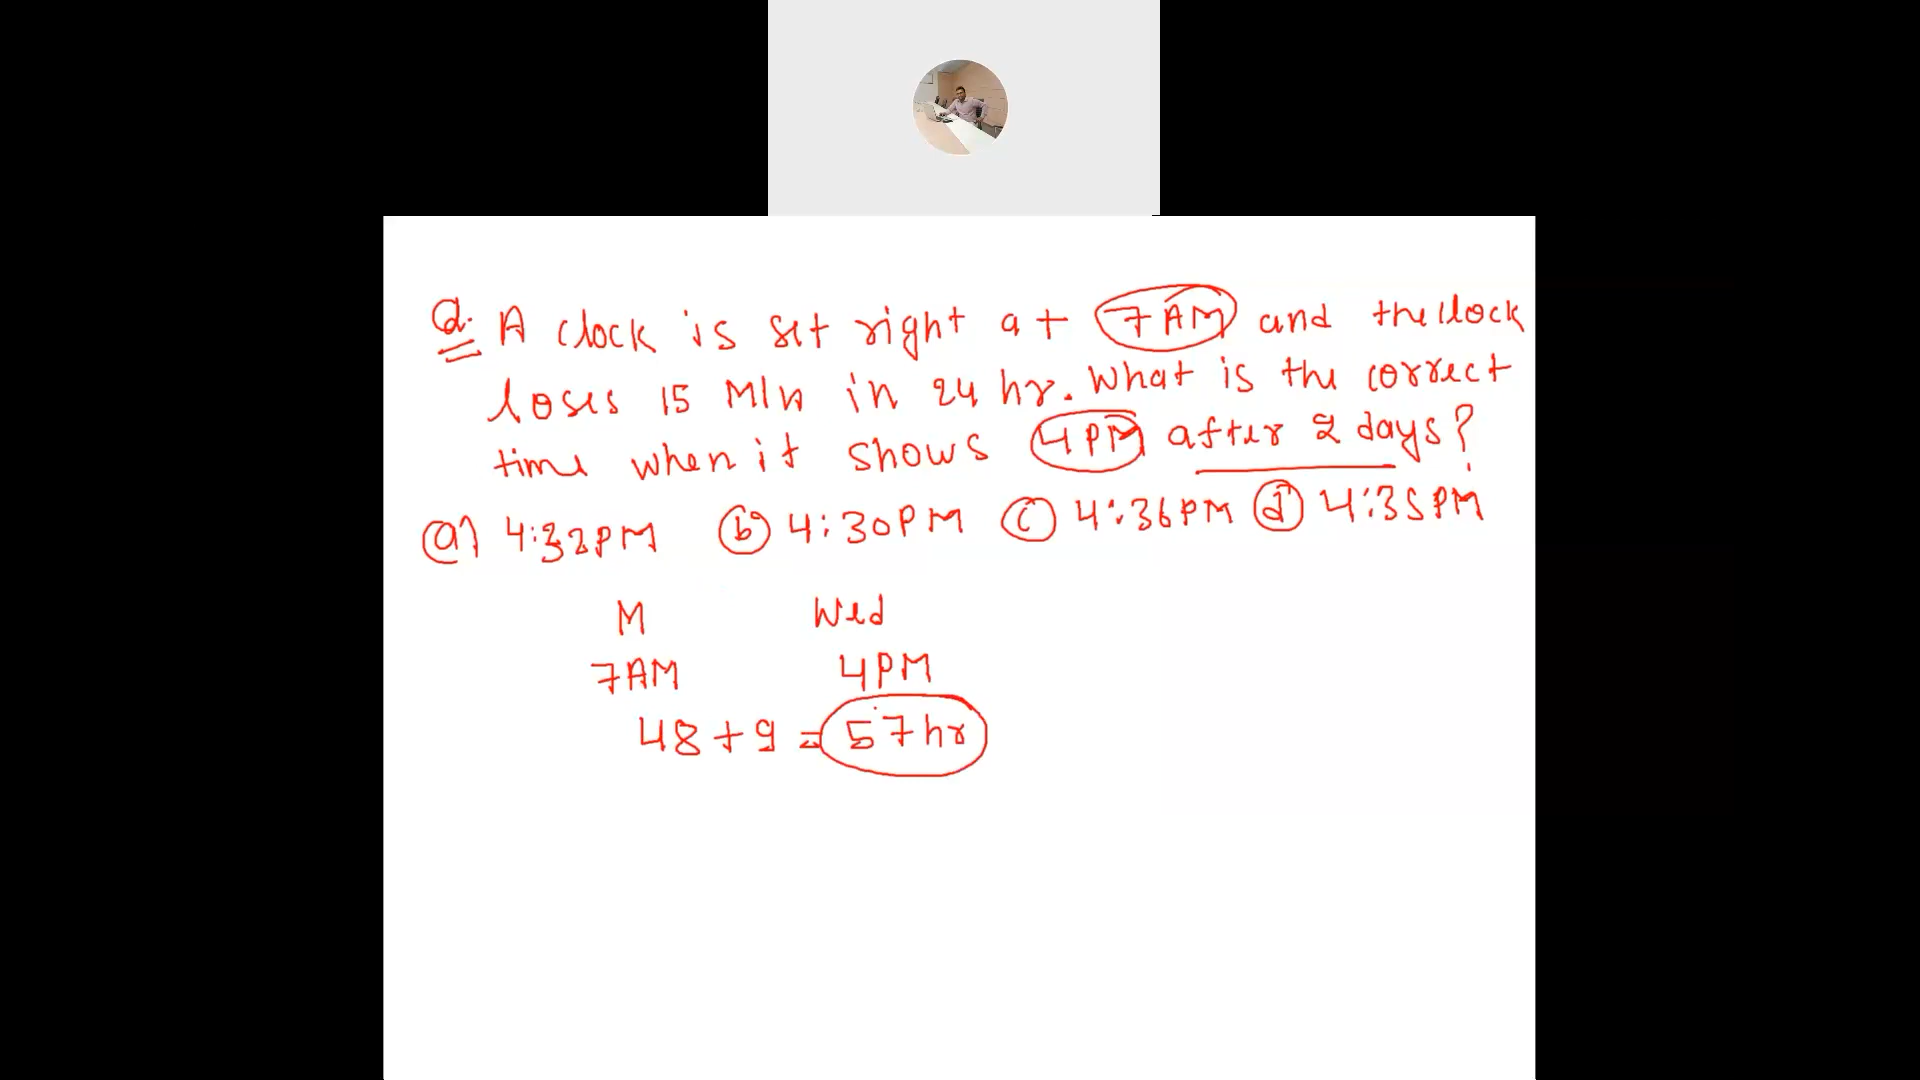 Q. A clock is set right at 7AM and the clock
loses 15 MIn in 24 hr. What is the correct
time when it shows 4PM after 2 days?
(a) 4:32PM (b) 4:30PM (c) 4:36PM (d) 4:35PM
M Wed
7AM 4PM
48 + 9 = 57hr